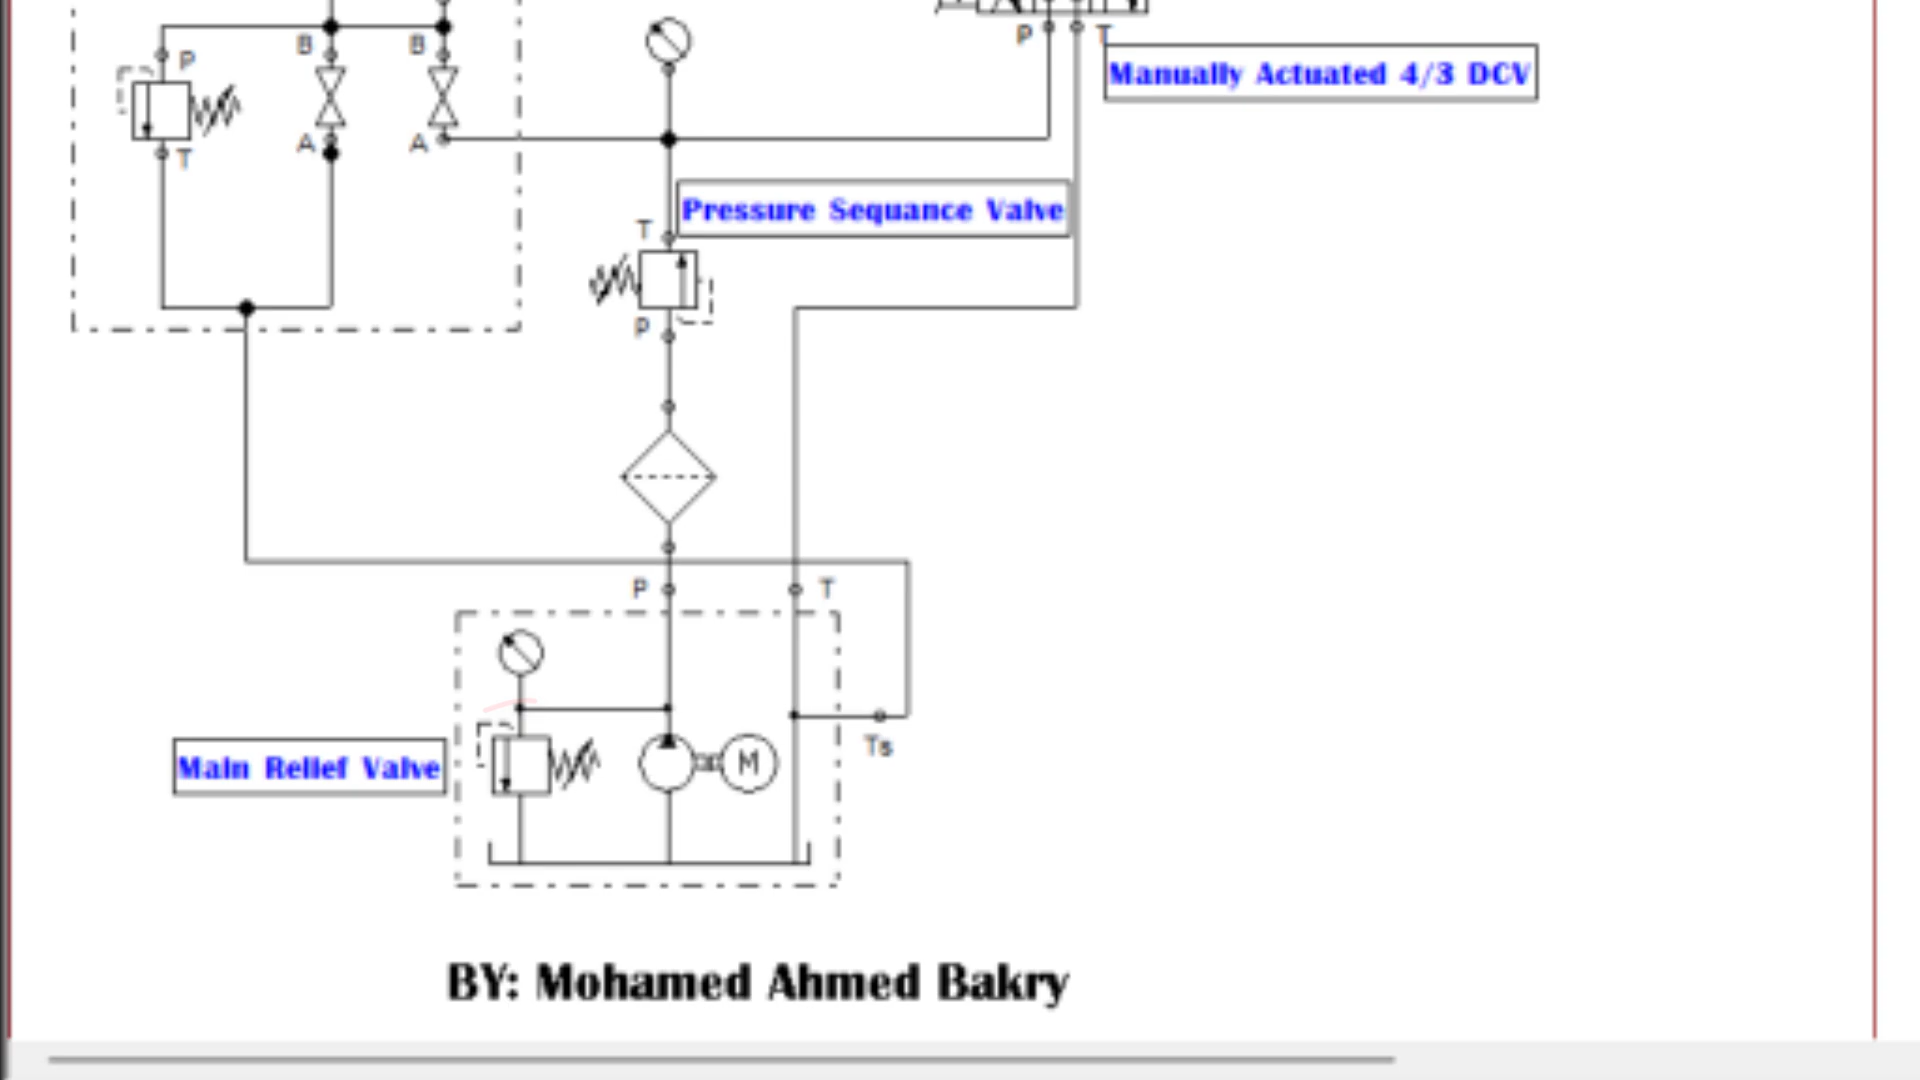 P T
B B
P
Manually Actuated 4/3 DCV
A A
T
Pressure Sequance Valve
T
P
P T
Ts
M
Main Relief Valve
BY: Mohamed Ahmed Bakry